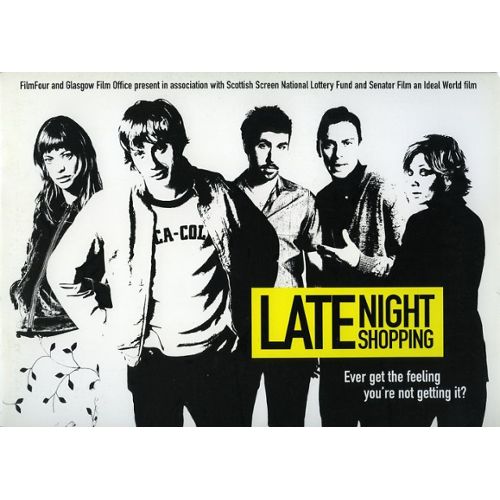 FilmFour and Glasgow Film Office present in association with Scottish Screen National Lottery Fund and Senator Film an Ideal World film
CA-COL
LATE NIGHT
SHOPPING
Ever get the feeling
you're not getting it?